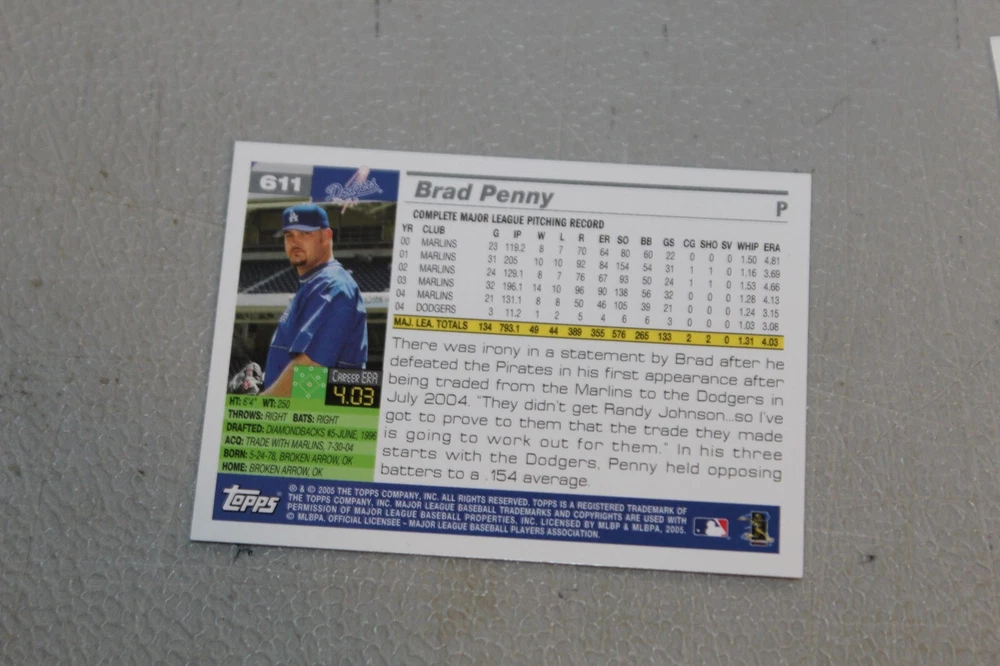 611
Dodgers
Brad Penny
P
LA
COMPLETE MAJOR LEAGUE PITCHING RECORD
YR CLUB G IP W L R ER SO BB GS CG SHO SV WHIP ERA
00 MARLINS 23 119.2 8 7 70 64 80 60 22 0 0 0 1.50 4.81
01 MARLINS 31 205 10 10 92 84 154 54 31 1 1 0 1.16 3.69
02 MARLINS 24 129.1 8 7 76 67 93 50 24 1 1 0 1.53 4.66
03 MARLINS 32 196.1 14 10 96 90 138 56 32 0 0 0 1.28 4.13
04 MARLINS 21 131.1 8 8 50 46 105 39 21 0 0 0 1.24 3.15
04 DODGERS 3 11.2 1 2 5 4 6 6 3 0 0 0 1.03 3.08
MAJ. LEA. TOTALS 134 793.1 49 44 389 355 576 265 133 2 2 0 1.31 4.03
There was irony in a statement by Brad after he
defeated the Pirates in his first appearance after
being traded from the Marlins to the Dodgers in
July 2004. "They didn't get Randy Johnson...so I've
got to prove to them that the trade they made
is going to work out for them." In his three
starts with the Dodgers, Penny held opposing
batters to a .154 average.
CAREER ERA
4.03
HT: 6'4" WT: 250
THROWS: RIGHT BATS: RIGHT
DRAFTED: DIAMONDBACKS #5-JUNE, 1996
ACQ: TRADE WITH MARLINS, 7-30-04
BORN: 5-24-78, BROKEN ARROW, OK
HOME: BROKEN ARROW, OK
topps
® & © 2005 THE TOPPS COMPANY, INC. ALL RIGHTS RESERVED. TOPPS IS A REGISTERED TRADEMARK OF
THE TOPPS COMPANY, INC. MAJOR LEAGUE BASEBALL TRADEMARKS AND COPYRIGHTS ARE USED WITH
PERMISSION OF MAJOR LEAGUE BASEBALL PROPERTIES, INC. LICENSED BY MLBP & MLBPA, 2005.
© MLBPA. OFFICIAL LICENSEE - MAJOR LEAGUE BASEBALL PLAYERS ASSOCIATION.